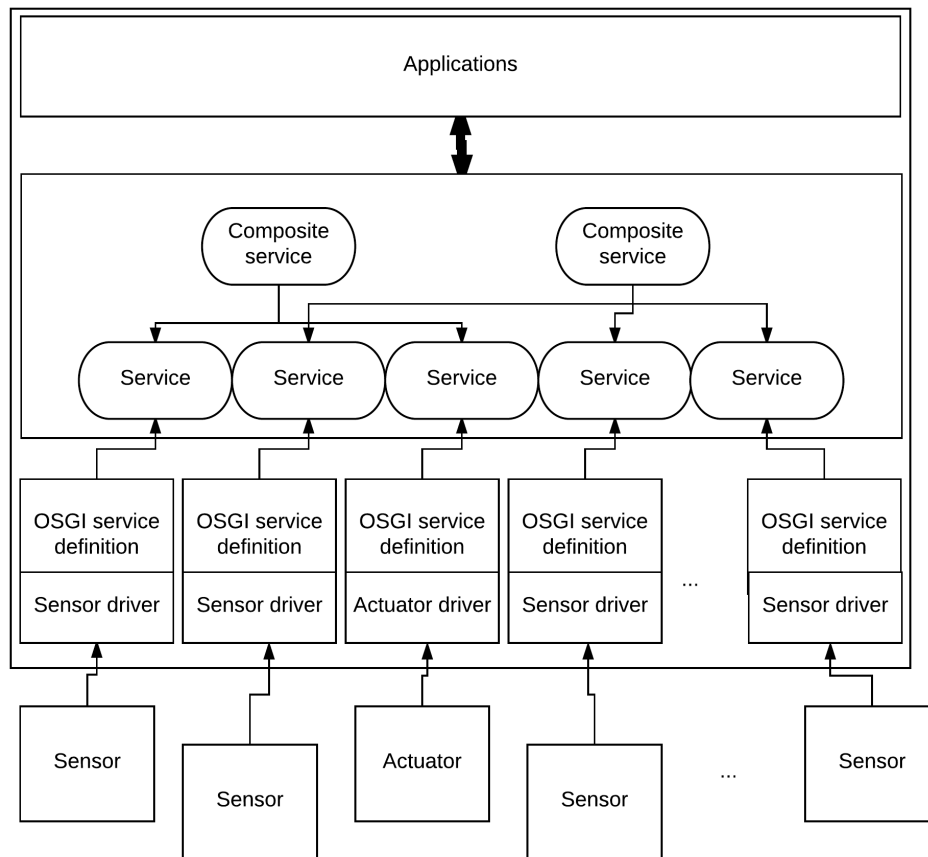 Applications
Composite
service
Composite
service
Service
Service
Service
Service
Service
OSGI service
definition
OSGI service
definition
OSGI service
definition
OSGI service
definition
OSGI service
definition
...
Sensor driver
Sensor driver
Actuator driver
Sensor driver
Sensor driver
Sensor
Sensor
Actuator
Sensor
...
Sensor